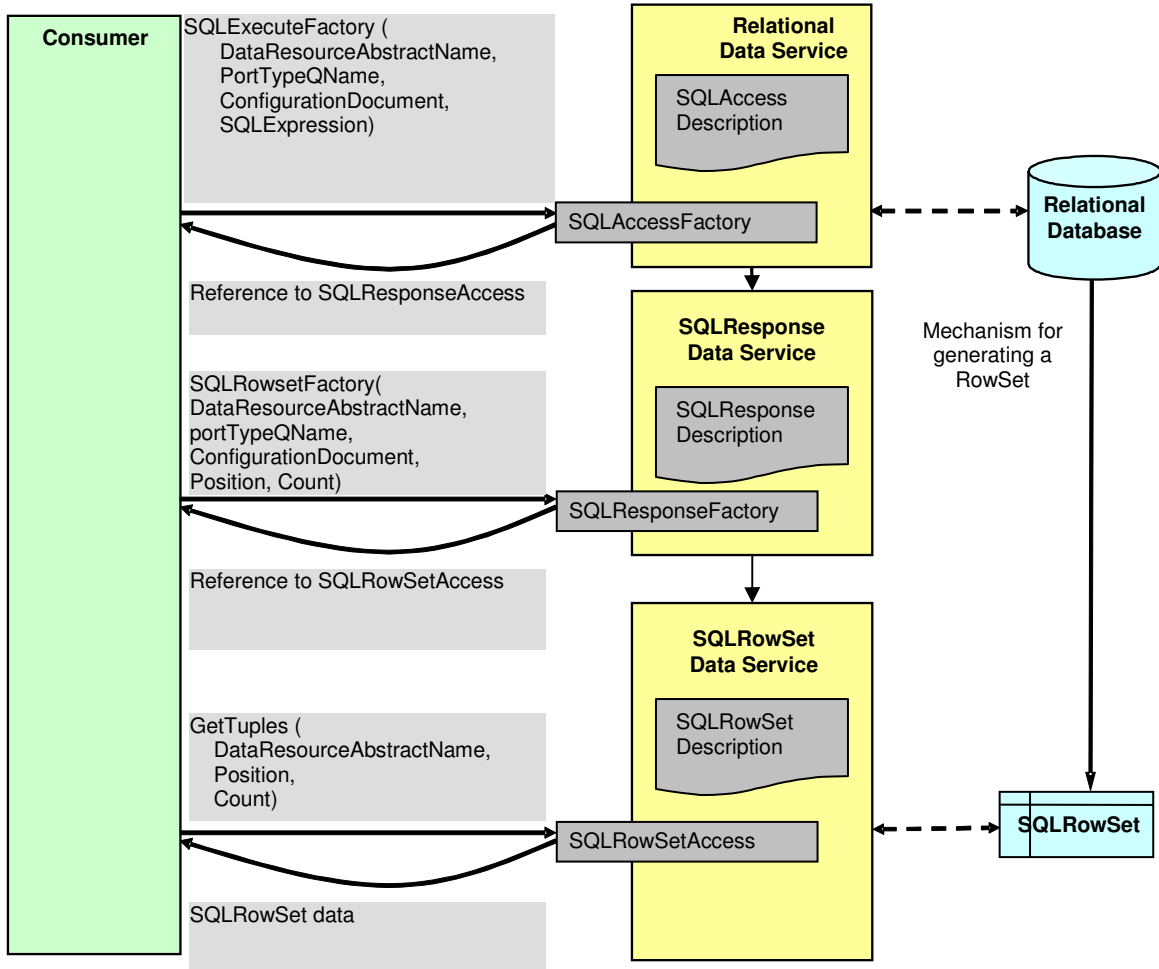 Consumer
SQLExecuteFactory (
DataResourceAbstractName,
PortTypeQName,
ConfigurationDocument,
SQLExpression)
Relational
Data Service
SQLAccess
Description
SQLAccessFactory
Relational
Database
Reference to SQLResponseAccess
SQLResponse
Data Service
Mechanism for
generating a
RowSet
SQLRowsetFactory(
DataResourceAbstractName,
portTypeQName,
ConfigurationDocument,
Position, Count)
SQLResponse
Description
SQLResponseFactory
Reference to SQLRowSetAccess
SQLRowSet
Data Service
GetTuples (
DataResourceAbstractName,
Position,
Count)
SQLRowSet
Description
SQLRowSetAccess
SQLRowSet
SQLRowSet data